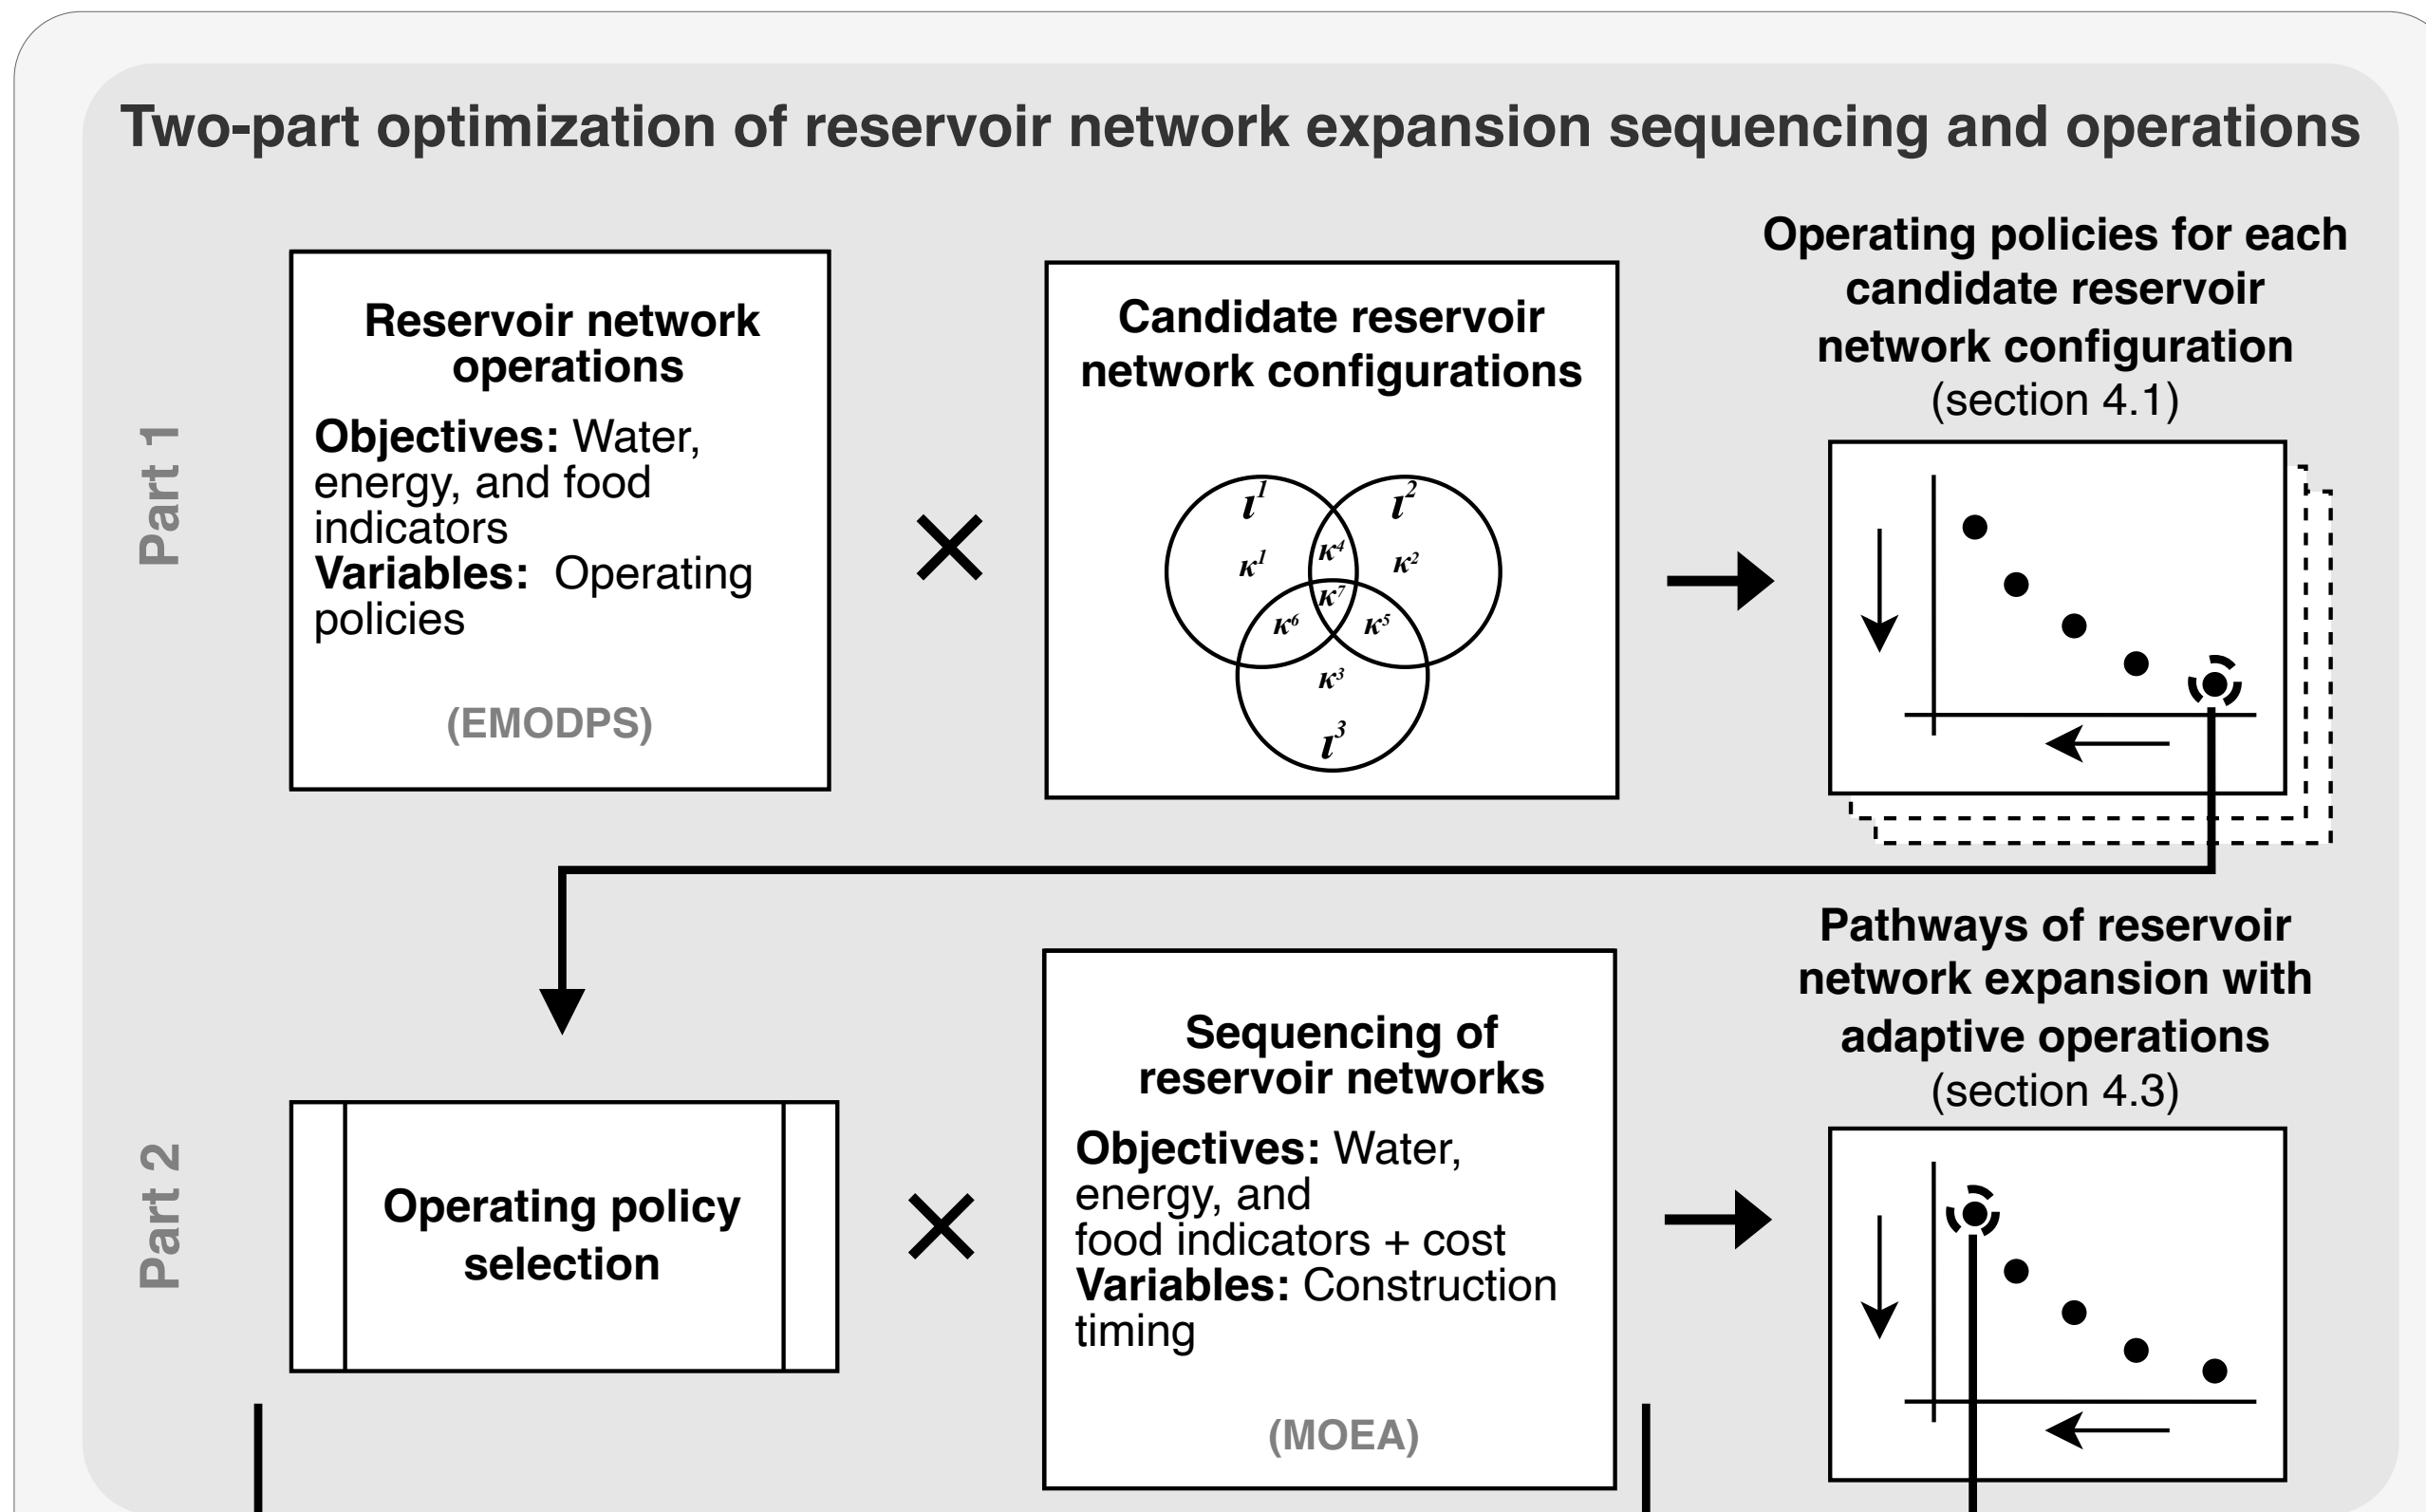 Two-part optimization of reservoir network expansion sequencing and operations
Part 1
Reservoir network
operations
Objectives: Water,
energy, and food
indicators
Variables: Operating
policies
(EMODPS)
Candidate reservoir
network configurations
ι¹
ι²
κ¹
κ⁴
κ²
κ⁷
κ⁶
κ⁵
κ³
ι³
Operating policies for each
candidate reservoir
network configuration
(section 4.1)
Part 2
Operating policy
selection
Sequencing of
reservoir networks
Objectives: Water,
energy, and
food indicators + cost
Variables: Construction
timing
(MOEA)
Pathways of reservoir
network expansion with
adaptive operations
(section 4.3)